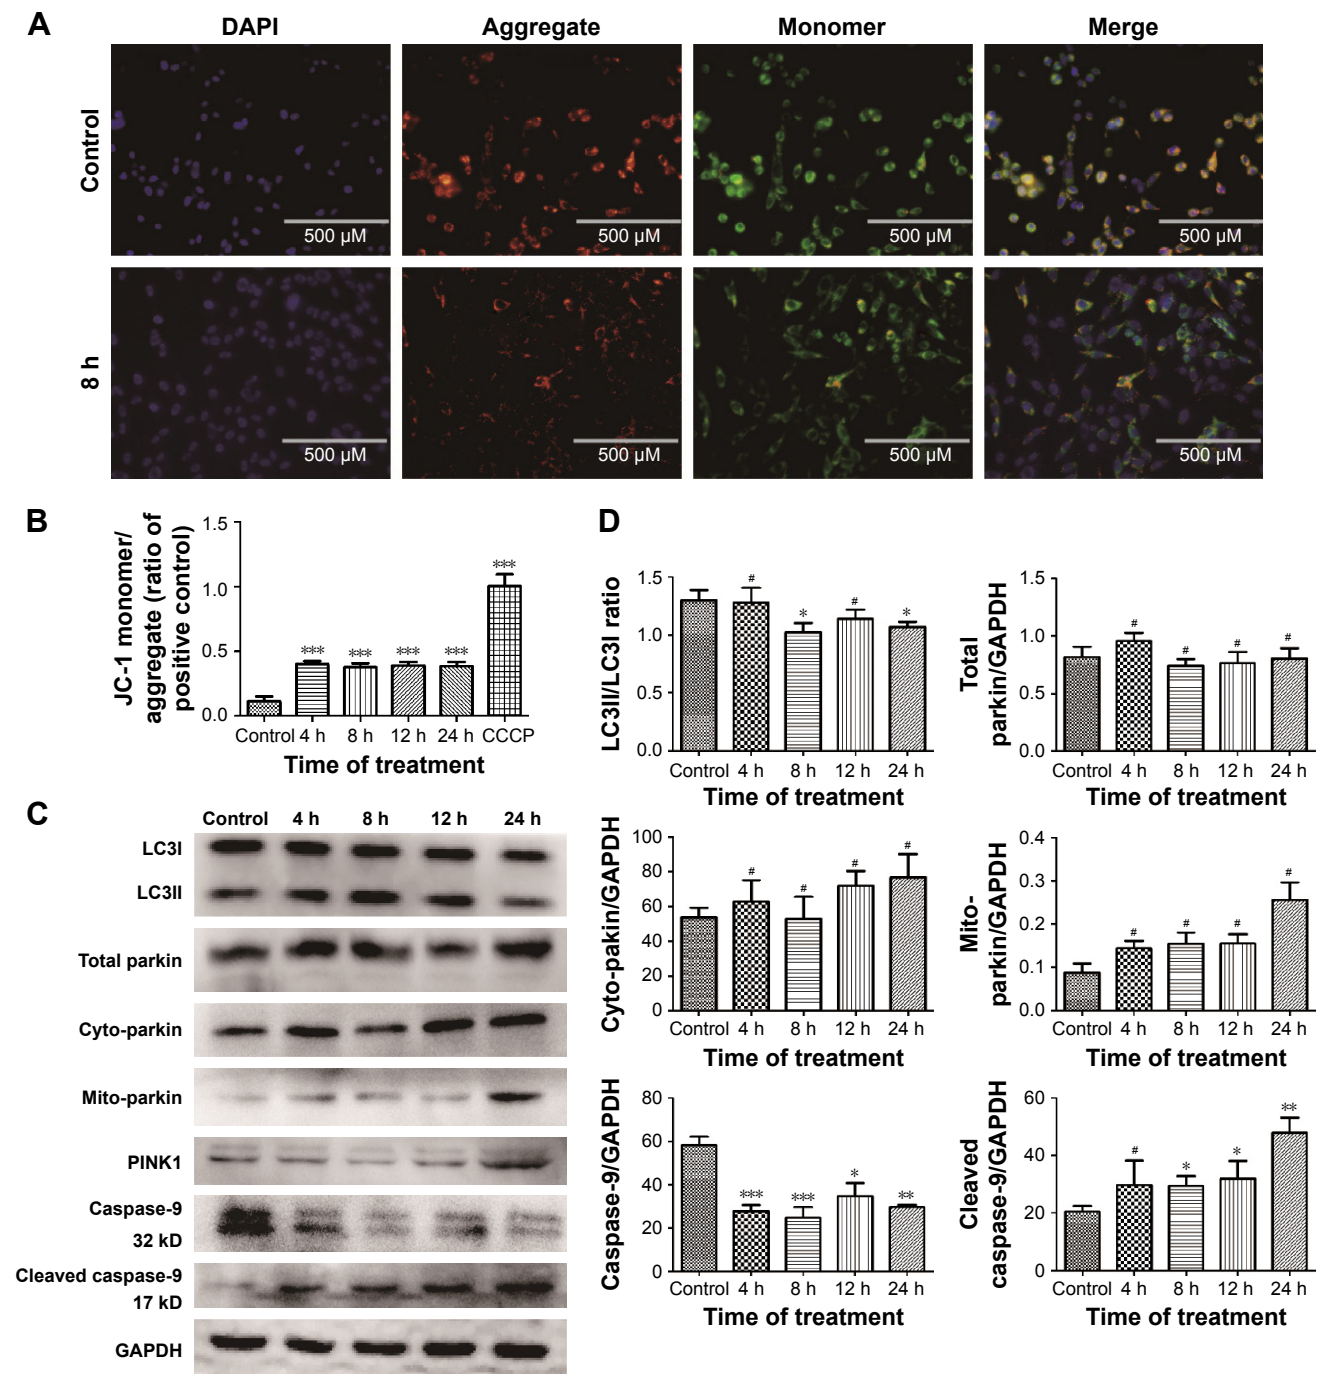 A
DAPI
Aggregate
Monomer
Merge
Control
500 µM
500 µM
500 µM
500 µM
8 h
500 µM
500 µM
500 µM
500 µM
B
JC-1 monomer/
aggregate (ratio of
positive control)
1.5
1.0
0.5
0.0
***
***
***
***
***
Control 4 h 8 h 12 h 24 h CCCP
Time of treatment
C
Control 4 h 8 h 12 h 24 h
LC3I
LC3II
Total parkin
Cyto-parkin
Mito-parkin
PINK1
Caspase-9
32 kD
Cleaved caspase-9
17 kD
GAPDH
D
LC3II/LC3I ratio
1.5
1.0
0.5
0.0
# * # *
Control 4 h 8 h 12 h 24 h
Time of treatment
Total
parkin/GAPDH
1.5
1.0
0.5
0.0
# # # #
Control 4 h 8 h 12 h 24 h
Time of treatment
Cyto-pakin/GAPDH
100
80
60
40
20
0
# # # #
Control 4 h 8 h 12 h 24 h
Time of treatment
Mito-
parkin/GAPDH
0.4
0.3
0.2
0.1
0.0
# # # #
Control 4 h 8 h 12 h 24 h
Time of treatment
Caspase-9/GAPDH
80
60
40
20
0
*** *** * **
Control 4 h 8 h 12 h 24 h
Time of treatment
Cleaved
caspase-9/GAPDH
60
40
20
0
# * * **
Control 4 h 8 h 12 h 24 h
Time of treatment